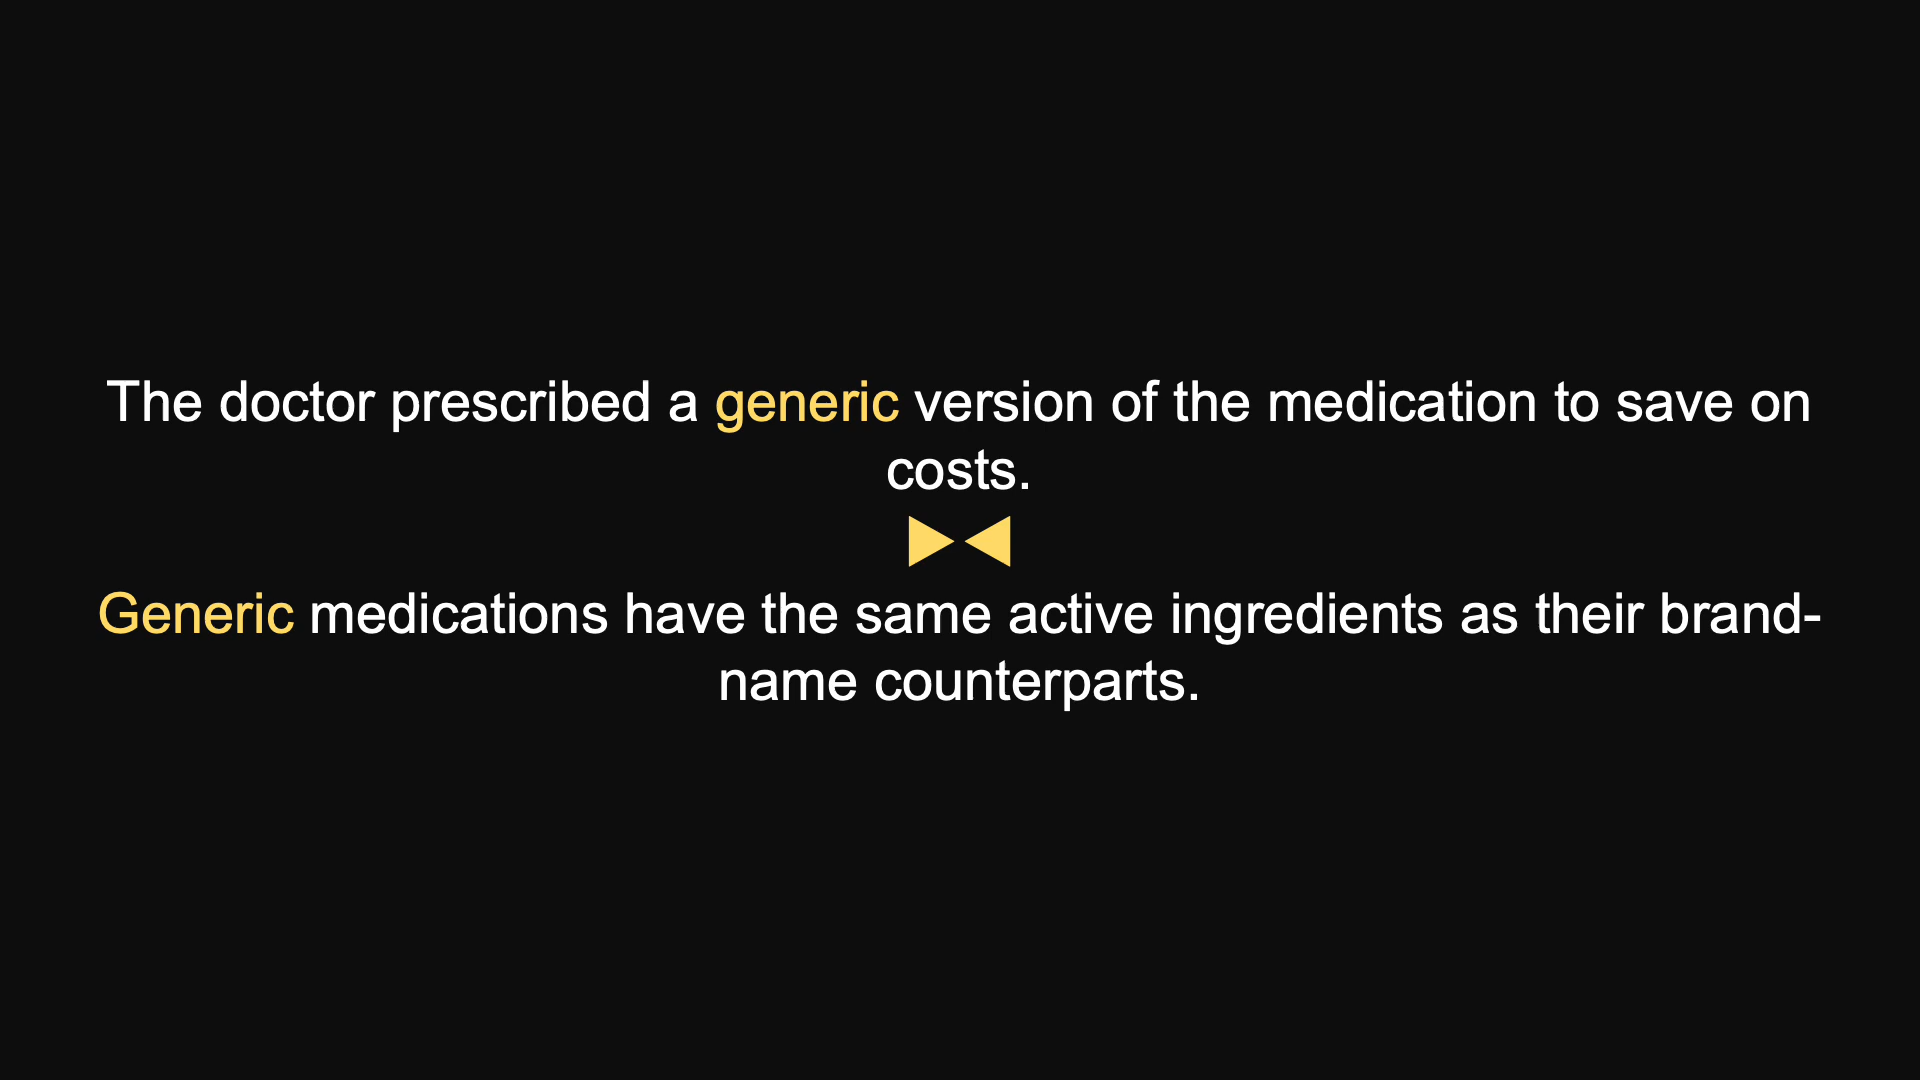 The doctor prescribed a generic version of the medication to save on
costs.
Generic medications have the same active ingredients as their brand-
name counterparts.